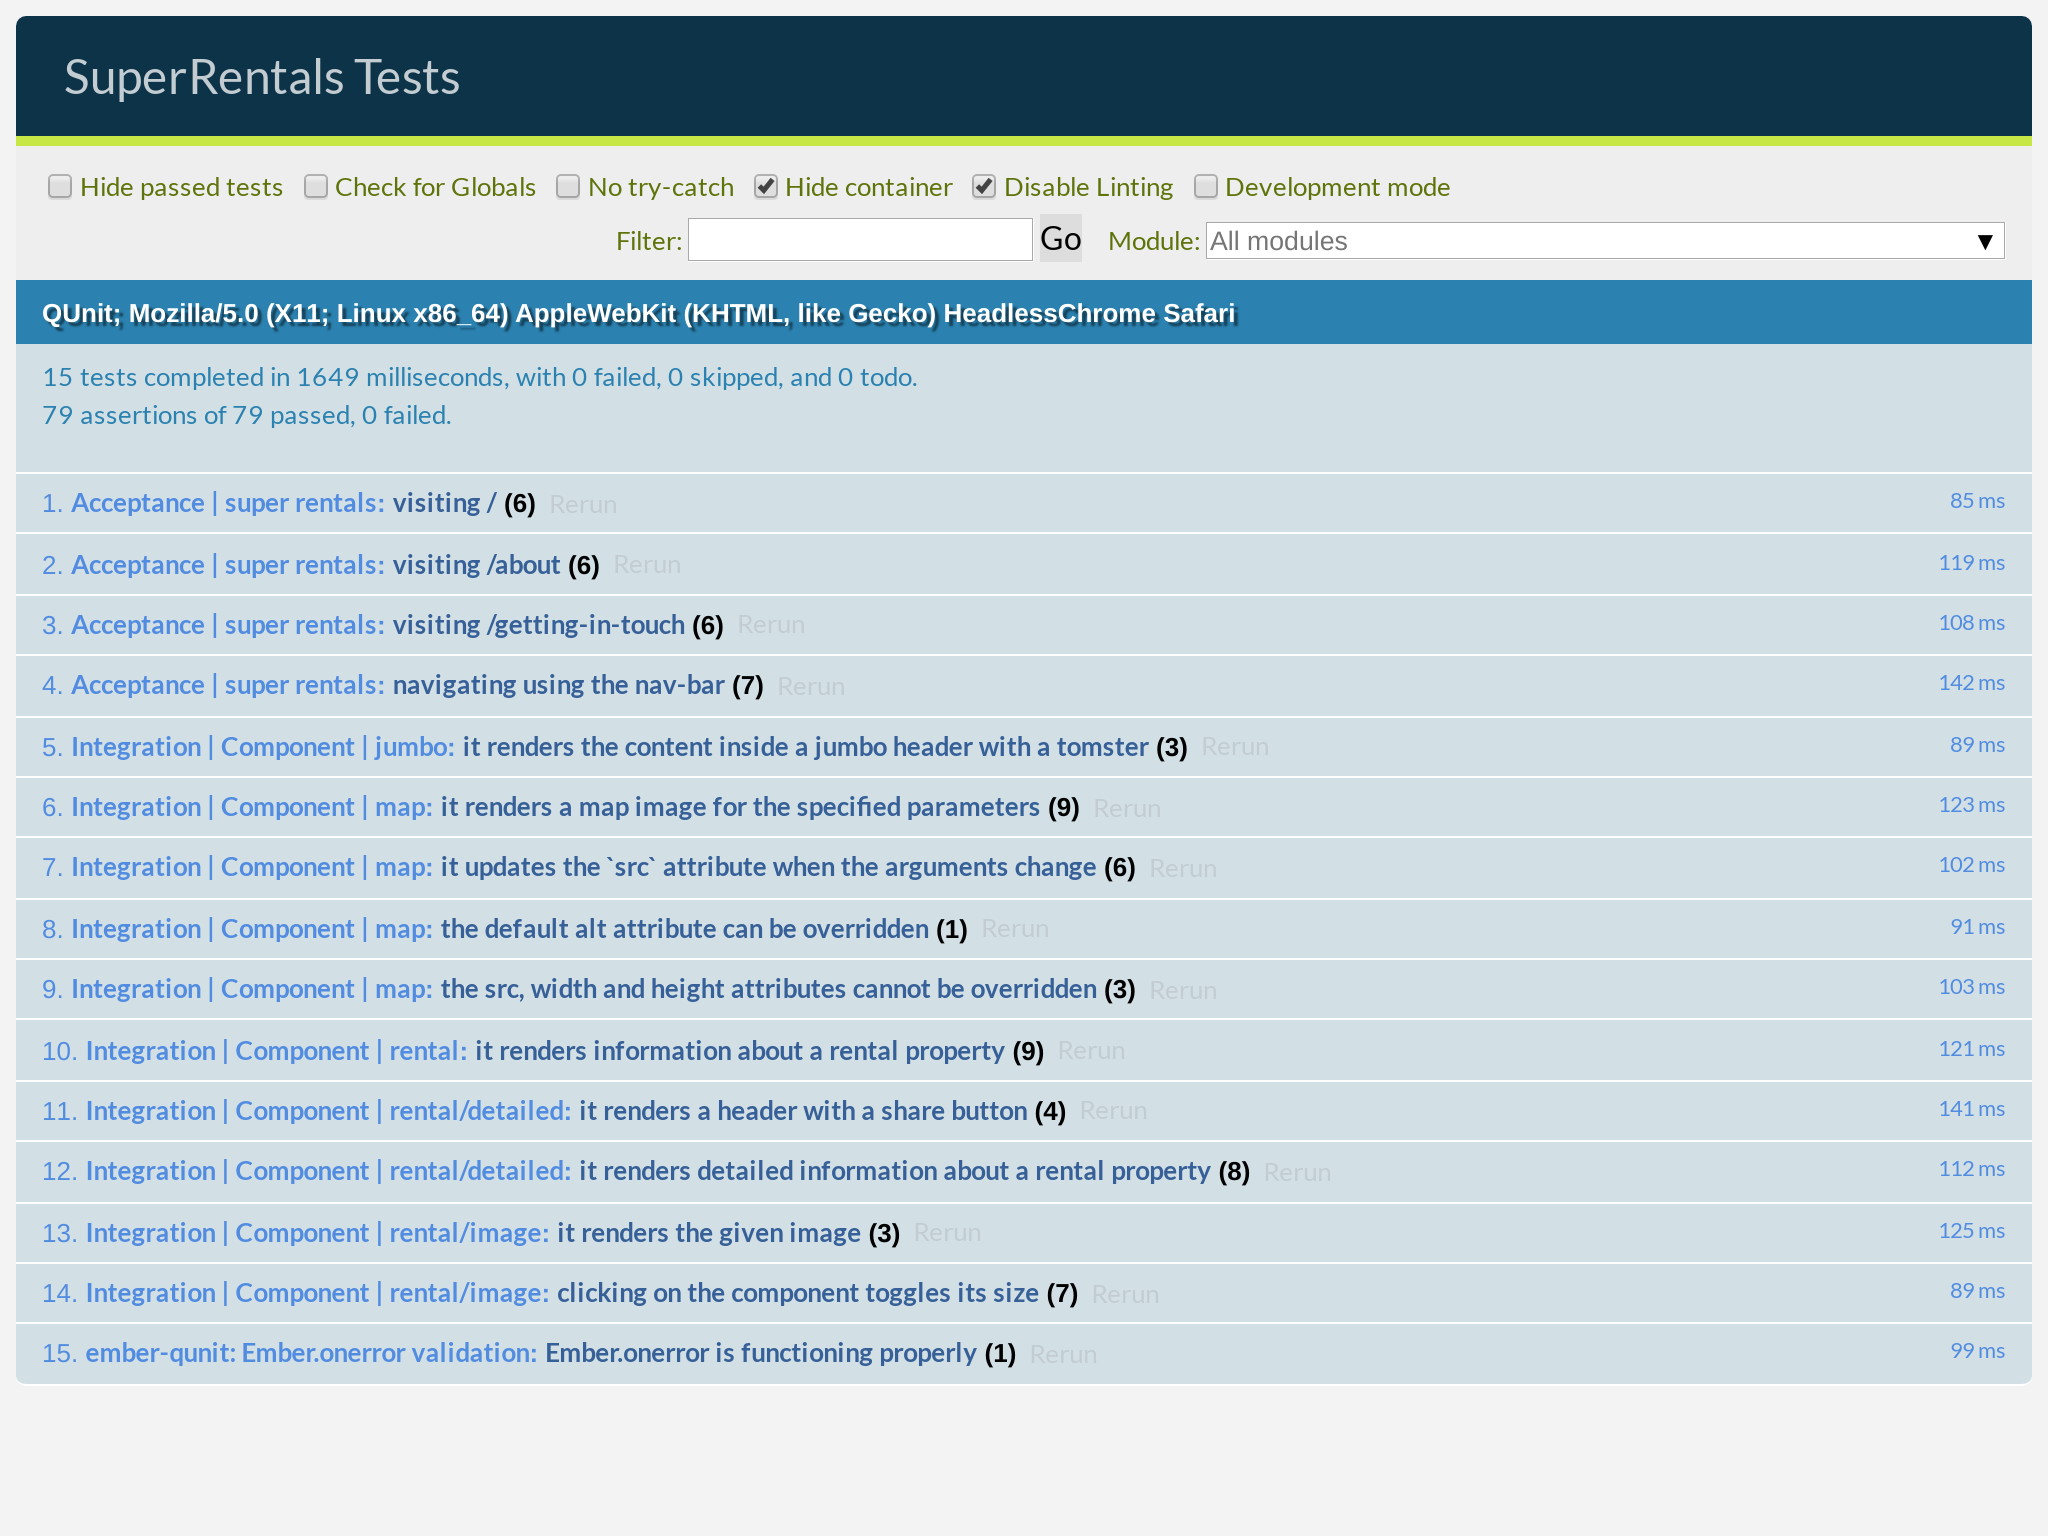 SuperRentals Tests
Hide passed tests Check for Globals No try-catch Hide container Disable Linting Development mode
Filter: Go Module: All modules ▼
QUnit; Mozilla/5.0 (X11; Linux x86_64) AppleWebKit (KHTML, like Gecko) HeadlessChrome Safari
15 tests completed in 1649 milliseconds, with 0 failed, 0 skipped, and 0 todo.
79 assertions of 79 passed, 0 failed.
1. Acceptance | super rentals: visiting / (6) Rerun 85 ms
2. Acceptance | super rentals: visiting /about (6) Rerun 119 ms
3. Acceptance | super rentals: visiting /getting-in-touch (6) Rerun 108 ms
4. Acceptance | super rentals: navigating using the nav-bar (7) Rerun 142 ms
5. Integration | Component | jumbo: it renders the content inside a jumbo header with a tomster (3) Rerun 89 ms
6. Integration | Component | map: it renders a map image for the specified parameters (9) Rerun 123 ms
7. Integration | Component | map: it updates the `src` attribute when the arguments change (6) Rerun 102 ms
8. Integration | Component | map: the default alt attribute can be overridden (1) Rerun 91 ms
9. Integration | Component | map: the src, width and height attributes cannot be overridden (3) Rerun 103 ms
10. Integration | Component | rental: it renders information about a rental property (9) Rerun 121 ms
11. Integration | Component | rental/detailed: it renders a header with a share button (4) Rerun 141 ms
12. Integration | Component | rental/detailed: it renders detailed information about a rental property (8) Rerun 112 ms
13. Integration | Component | rental/image: it renders the given image (3) Rerun 125 ms
14. Integration | Component | rental/image: clicking on the component toggles its size (7) Rerun 89 ms
15. ember-qunit: Ember.onerror validation: Ember.onerror is functioning properly (1) Rerun 99 ms